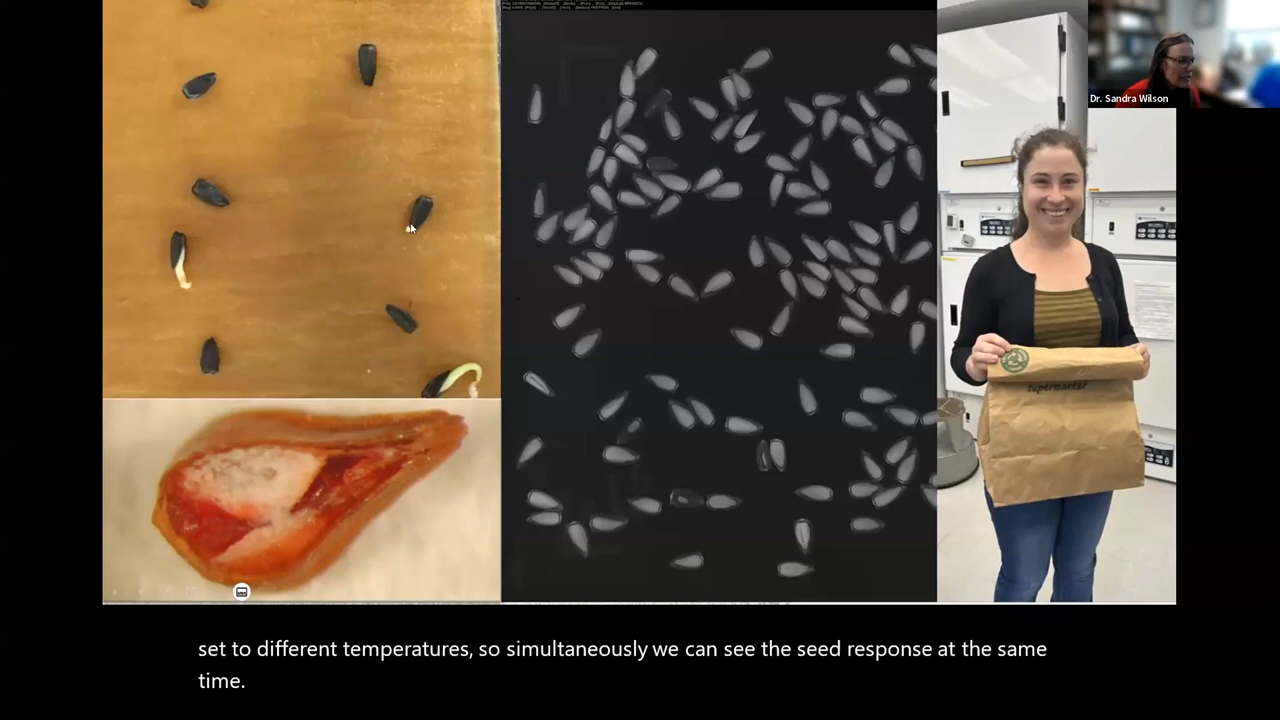 Dr. Sandra Wilson
supermarket
set to different temperatures, so simultaneously we can see the seed response at the same
time.